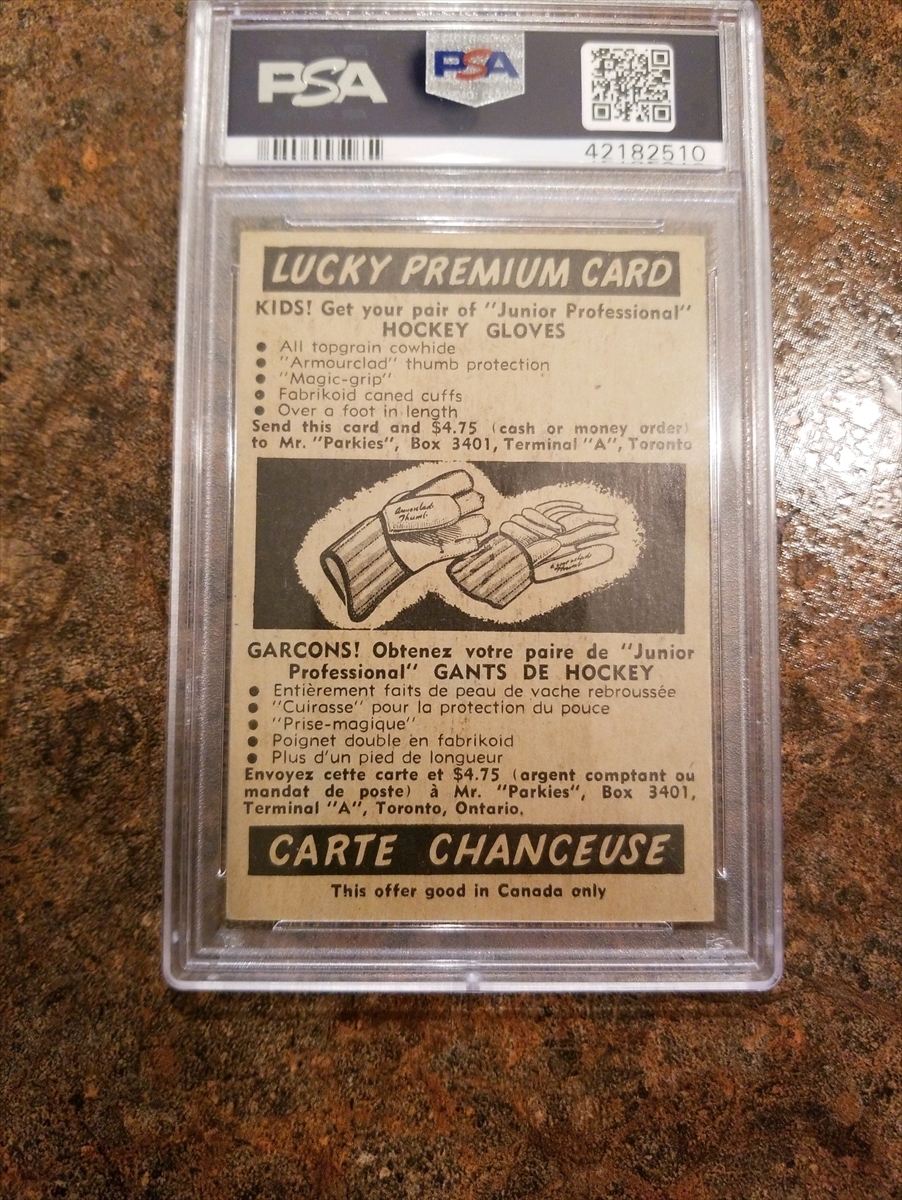 PSA
PSA
42182510
LUCKY PREMIUM CARD
KIDS! Get your pair of "Junior Professional"
HOCKEY GLOVES
• All topgrain cowhide
• "Armourclad" thumb protection
• "Magic-grip"
• Fabrikoid caned cuffs
• Over a foot in length
Send this card and $4.75 (cash or money order)
to Mr. "Parkies", Box 3401, Terminal "A", Toronto
Armourclad
Thumb
GARCONS! Obtenez votre paire de "Junior
Professional" GANTS DE HOCKEY
• Entièrement faits de peau de vache rebroussée
• "Cuirasse" pour la protection du pouce
• "Prise-magique"
• Poignet double en fabrikoid
• Plus d'un pied de longueur
Envoyez cette carte et $4.75 (argent comptant ou
mandat de poste) à Mr. "Parkies", Box 3401,
Terminal "A", Toronto, Ontario.
CARTE CHANCEUSE
This offer good in Canada only